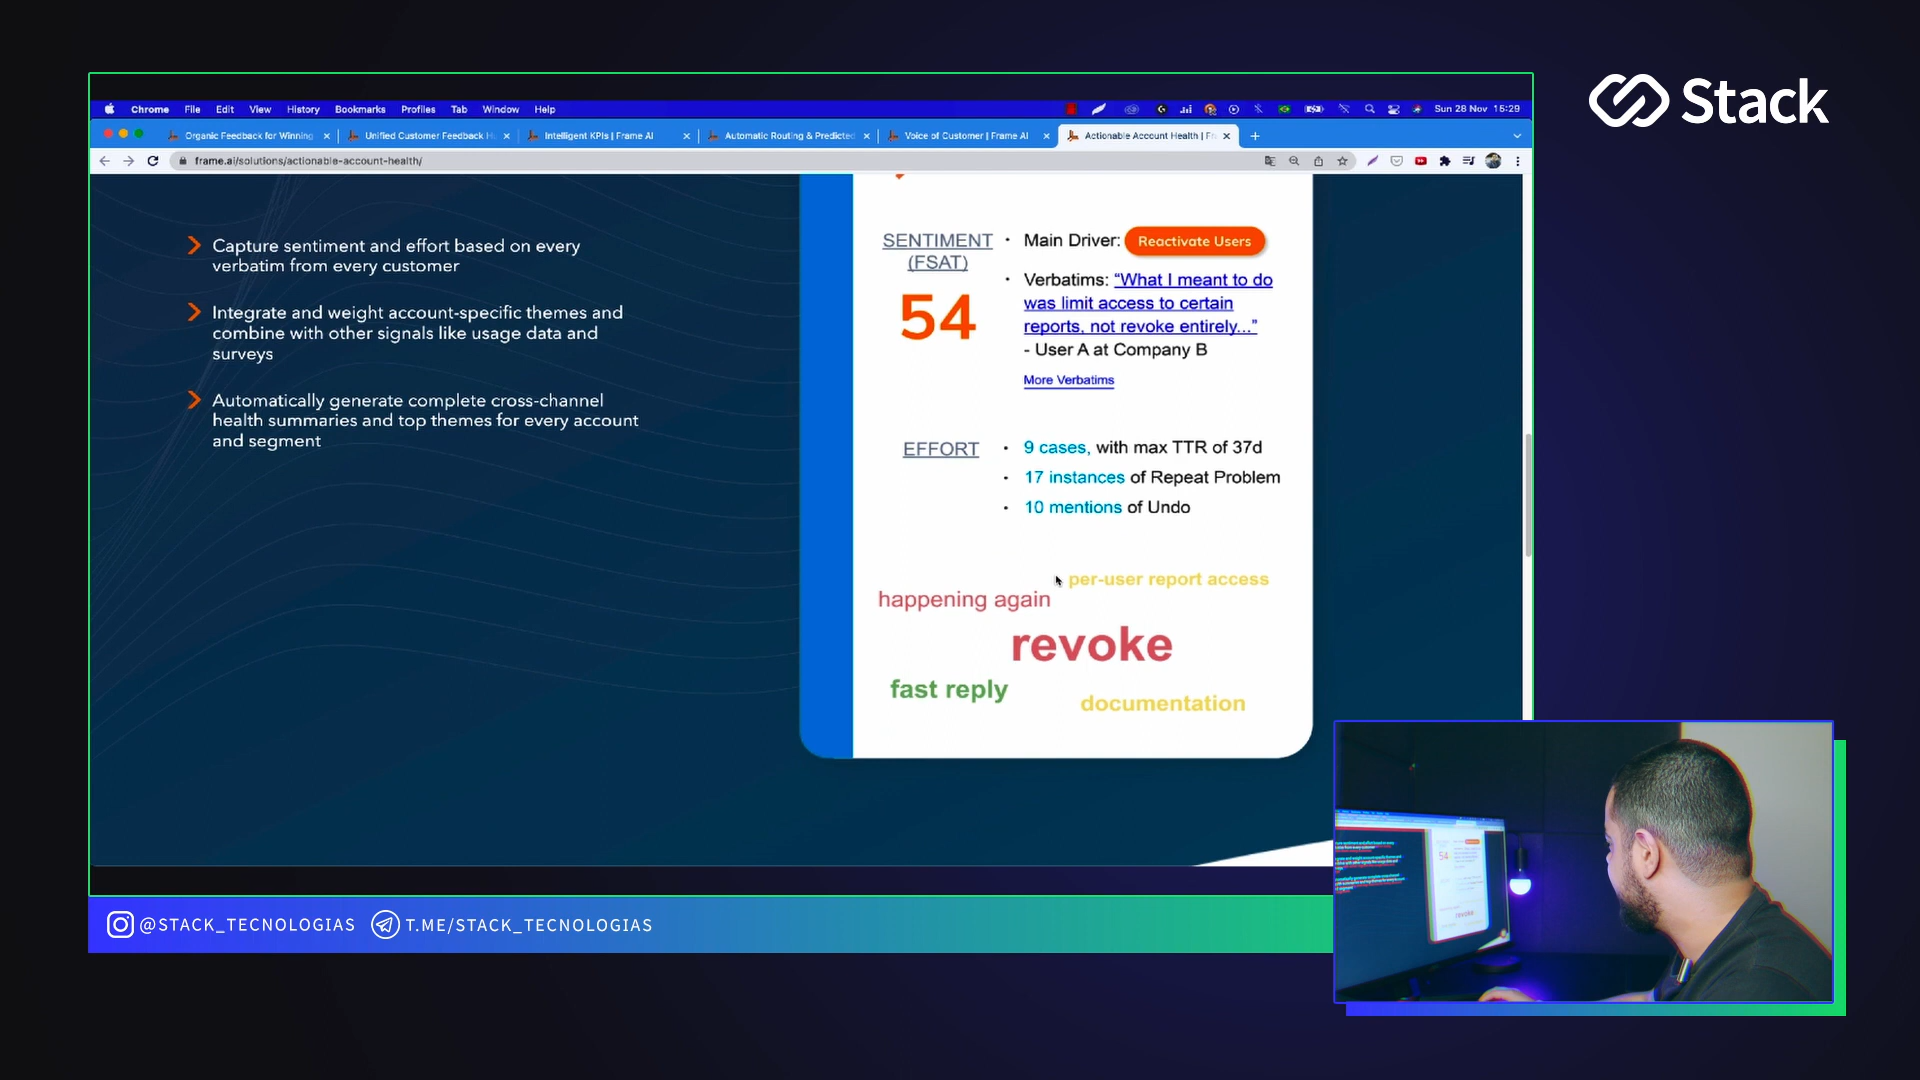 Stack
Chrome File Edit View History Bookmarks Profiles Tab Window Help
Sun 28 Nov 15:29
Organic Feedback for Winning
Unified Customer Feedback H
Intelligent KPIs | Frame AI
Automatic Routing & Predicted
Voice of Customer | Frame AI
Actionable Account Health | Fr
frame.ai/solutions/actionable-account-health/
Capture sentiment and effort based on every
verbatim from every customer
Integrate and weight account-specific themes and
combine with other signals like usage data and
surveys
Automatically generate complete cross-channel
health summaries and top themes for every account
and segment
SENTIMENT
(FSAT)
54
• Main Driver: Reactivate Users
• Verbatims: “What I meant to do
was limit access to certain
reports, not revoke entirely...”
- User A at Company B
More Verbatims
EFFORT
• 9 cases, with max TTR of 37d
• 17 instances of Repeat Problem
• 10 mentions of Undo
per-user report access
happening again
revoke
fast reply
documentation
@STACK_TECNOLOGIAS T.ME/STACK_TECNOLOGIAS
54
revoke